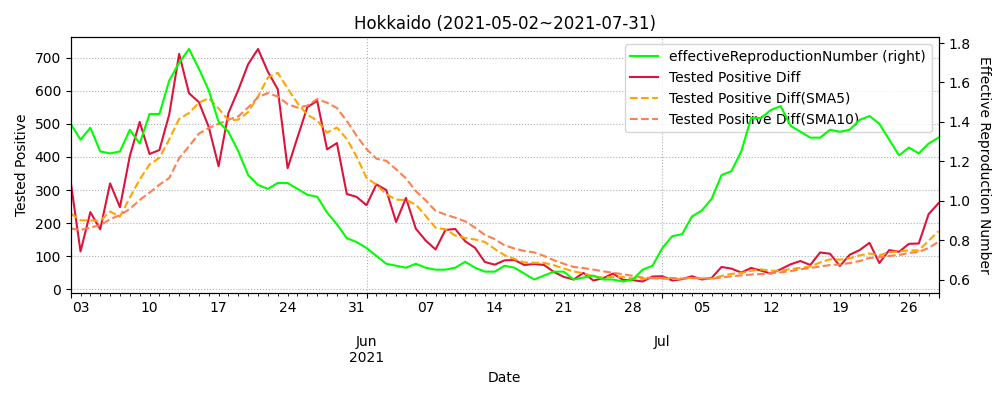 Hokkaido (2021-05-02~2021-07-31)
effectiveReproductionNumber (right)
Tested Positive Diff
Tested Positive Diff(SMA5)
Tested Positive Diff(SMA10)
Tested Positive
700
600
500
400
300
200
100
0
Effective Reproduction Number
1.8
1.6
1.4
1.2
1.0
0.8
0.6
03 10 17 24 31 07 14 21 28 05 12 19 26
Jun Jul
2021
Date